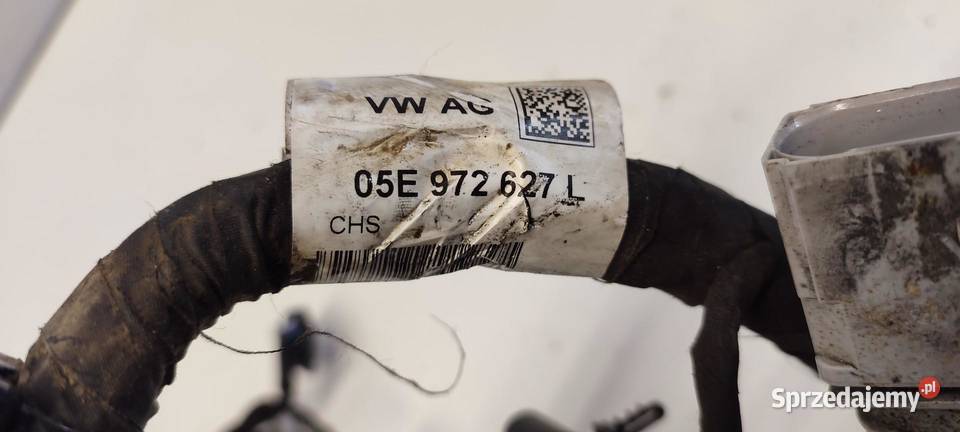 VW AG
05E 972 627 L
CHS
Sprzedajemy.pl